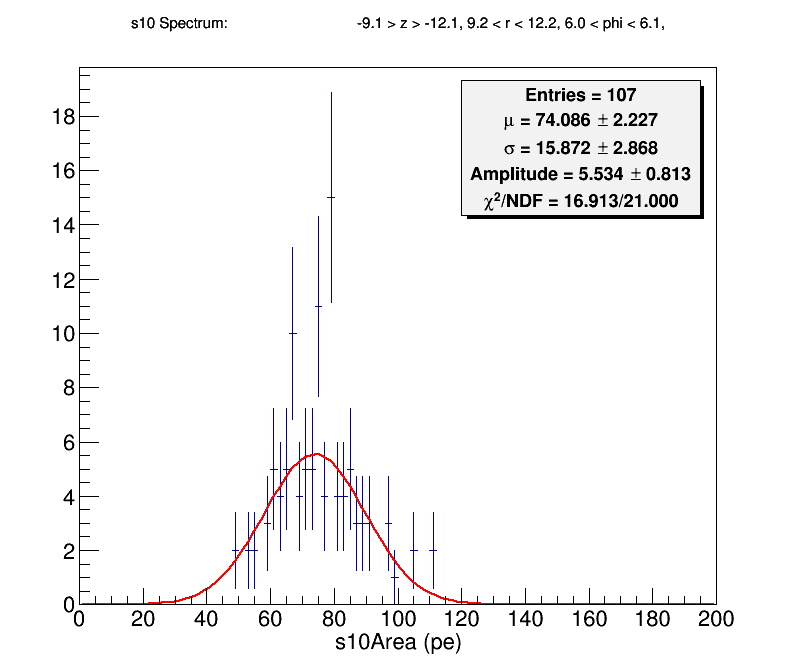 s10 Spectrum: -9.1 > z > -12.1, 9.2 < r < 12.2, 6.0 < phi < 6.1,
Entries = 107
μ = 74.086 ± 2.227
σ = 15.872 ± 2.868
Amplitude = 5.534 ± 0.813
χ²/NDF = 16.913/21.000
18
16
14
12
10
8
6
4
2
0
0 20 40 60 80 100 120 140 160 180 200
s10Area (pe)